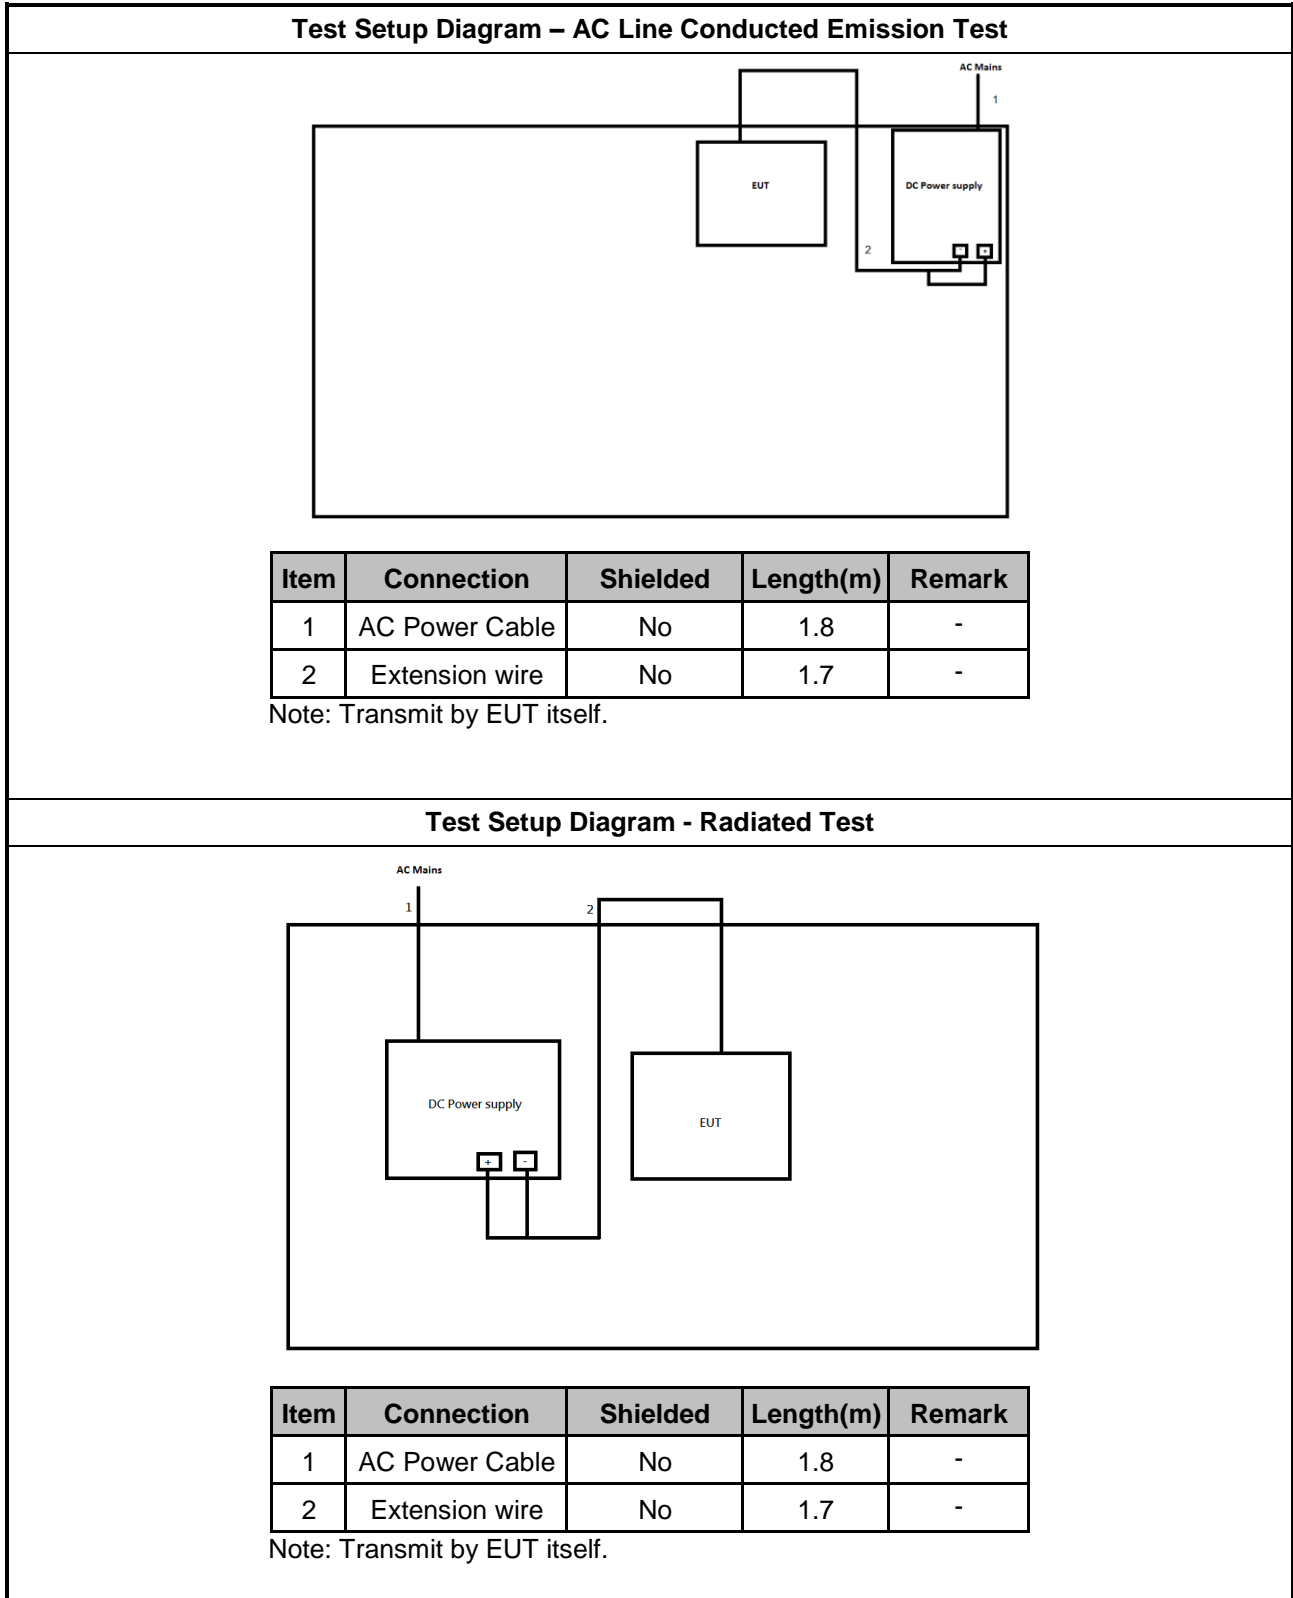 Test Setup Diagram – AC Line Conducted Emission Test
AC Mains
1
EUT
DC Power supply
2
- +
Item Connection Shielded Length(m) Remark
1 AC Power Cable No 1.8 -
2 Extension wire No 1.7 -
Note: Transmit by EUT itself.
Test Setup Diagram - Radiated Test
AC Mains
1 2
DC Power supply
EUT
+ -
Item Connection Shielded Length(m) Remark
1 AC Power Cable No 1.8 -
2 Extension wire No 1.7 -
Note: Transmit by EUT itself.